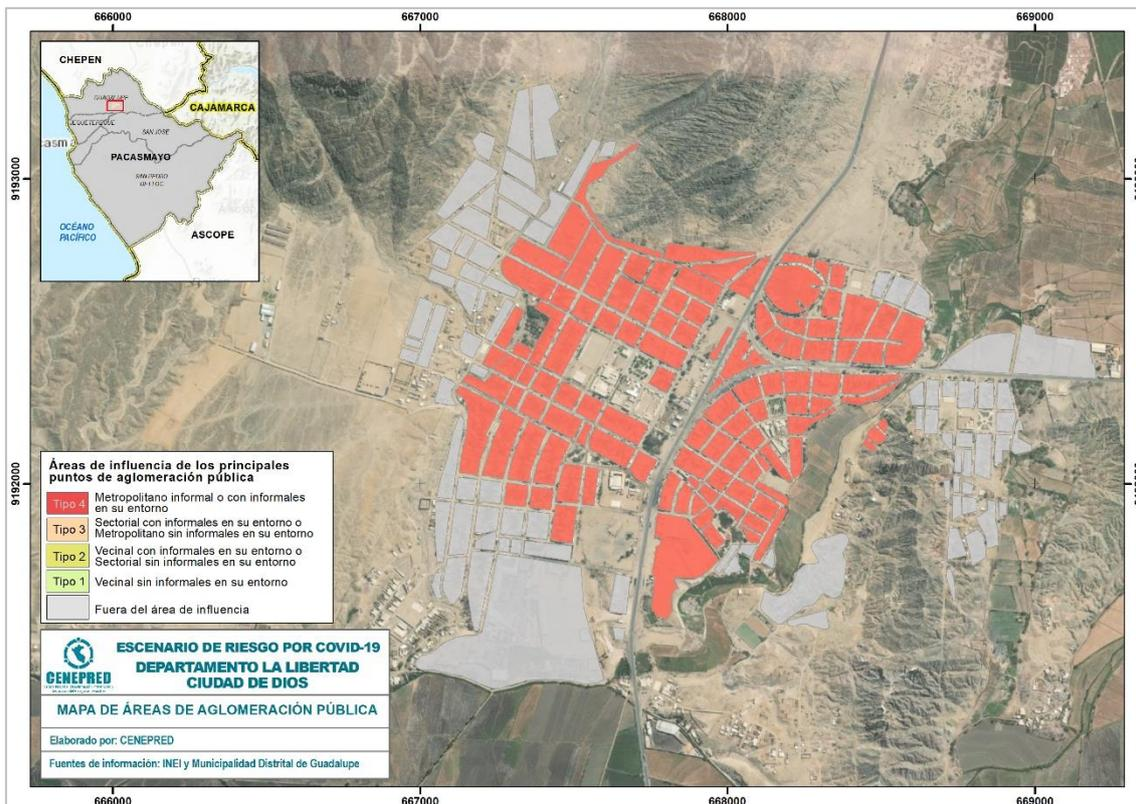 666000
667000
668000
669000
9193000
9192000
CHEPEN
CAJAMARCA
SAN JOSE
PACASMAYO
OCÉANO
PACÍFICO
ASCOPE
Áreas de influencia de los principales
puntos de aglomeración pública
Tipo 4
Metropolitano informal o con informales
en su entorno
Tipo 3
Sectorial con informales en su entorno o
Metropolitano sin informales en su entorno
Tipo 2
Vecinal con informales en su entorno o
Sectorial sin informales en su entorno
Tipo 1
Vecinal sin informales en su entorno
Fuera del área de influencia
CENEPRED
ESCENARIO DE RIESGO POR COVID-19
DEPARTAMENTO LA LIBERTAD
CIUDAD DE DIOS
MAPA DE ÁREAS DE AGLOMERACIÓN PÚBLICA
Elaborado por: CENEPRED
Fuentes de información: INEI y Municipalidad Distrital de Guadalupe
666000
667000
668000
669000